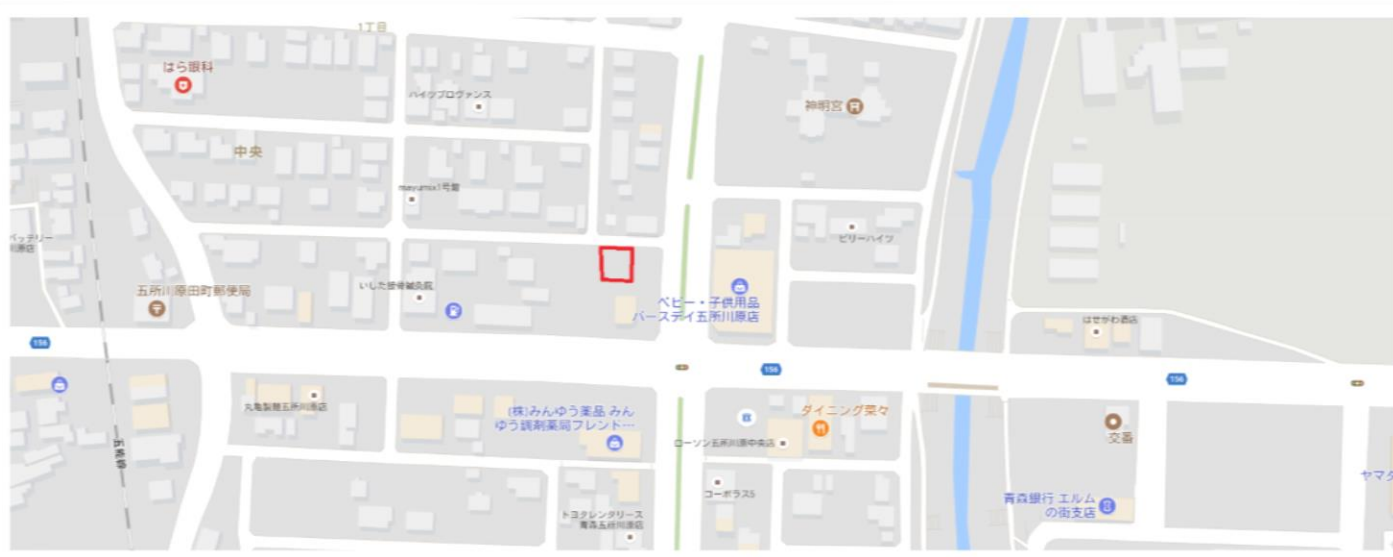 1丁目
はら眼科
ハイツプロヴァンス
神明宮
中央
mayumix1号館
バッテリー
川原店
ビリーハイツ
五所川原田町郵便局
いした接骨鍼灸院
ベビー・子供用品
バースデイ五所川原店
はせがわ酒店
156
156
156
丸亀製麺五所川原店
(株)みんゆう薬品 みん
ゆう調剤薬局フレンド…
ダイニング菜々
ローソン五所川原中央店
交番
五能線
コーポラス5
ヤマダ
青森銀行 エルム
の街支店
トヨタレンタリース
青森五所川原店